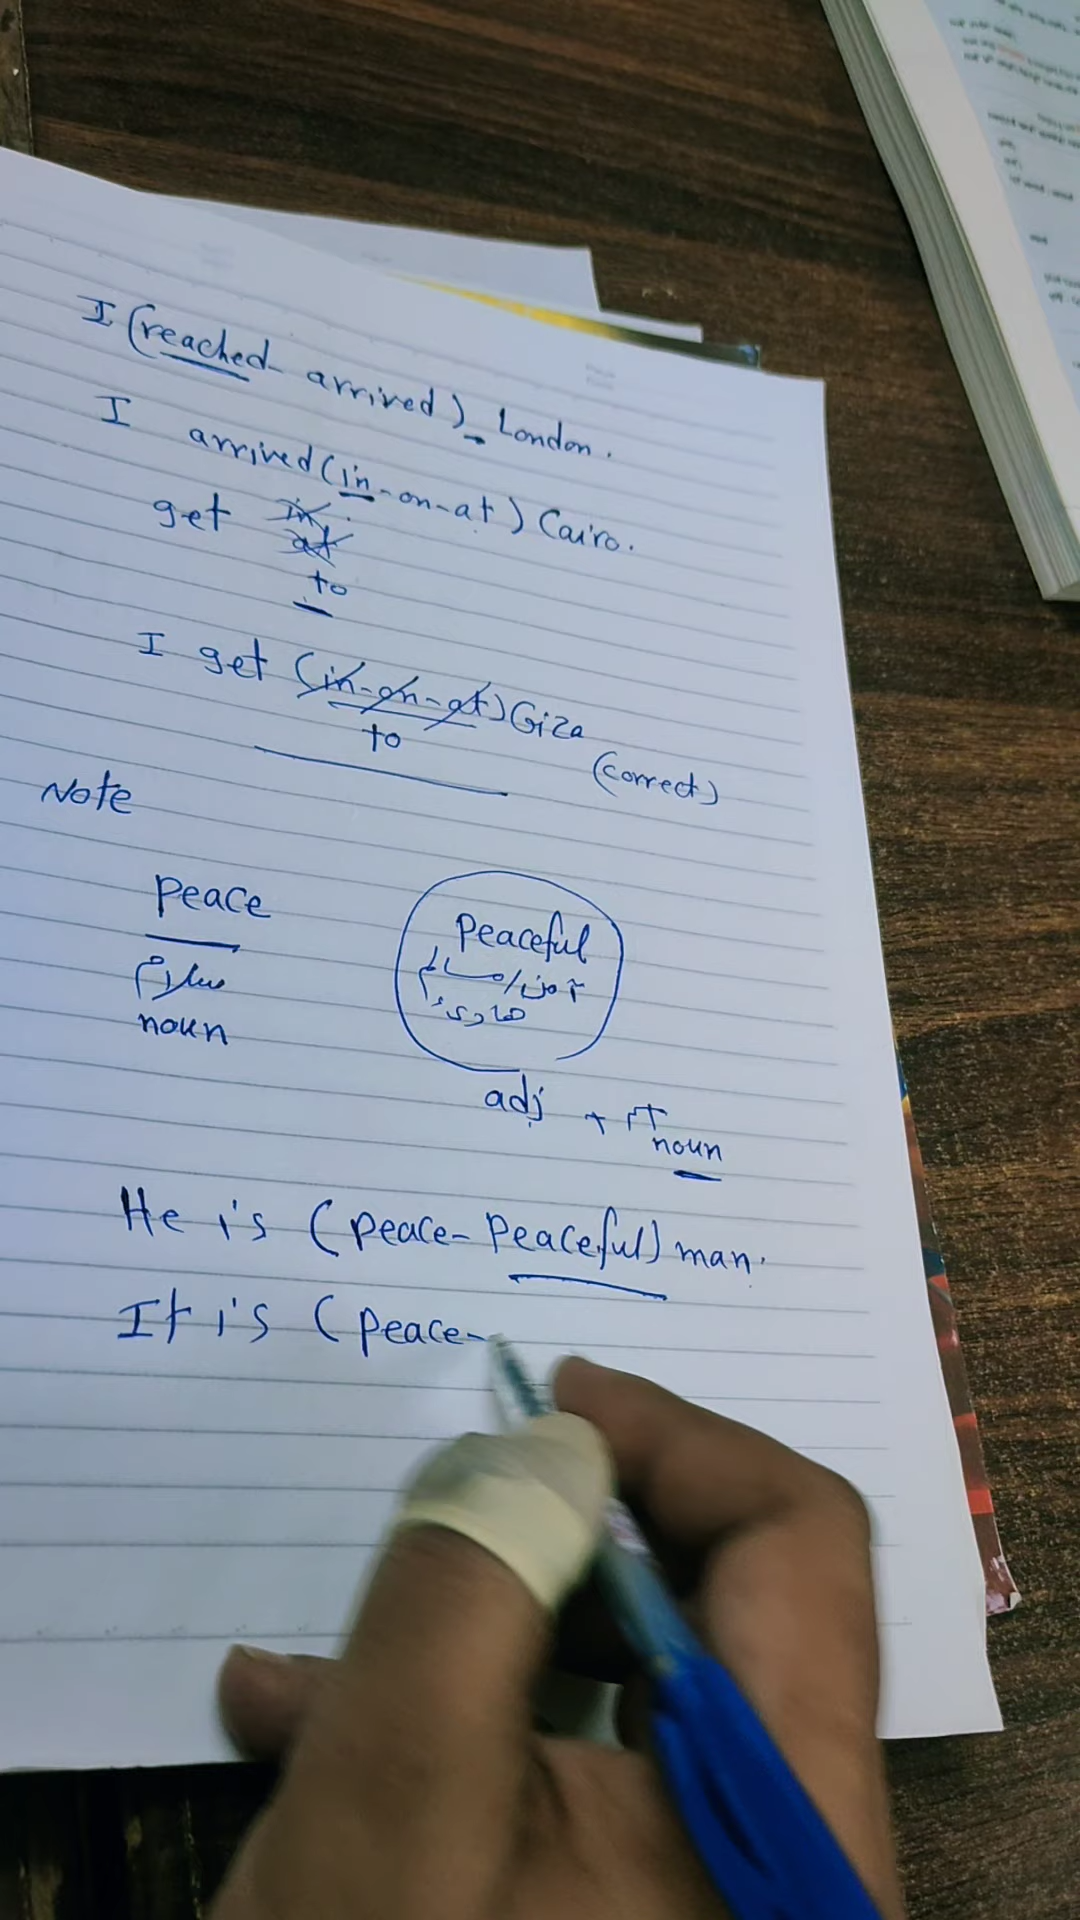 I (reached - arrived) _ London.
I arrived (in - on - at) Cairo.
get in
at
to
I get (in - on - at) Giza
to
(correct)
Note
peace
peaceful
سلام
آمن/مسالم
هادئ
noun
adj + noun
He is (peace - peaceful) man.
It is (peace -